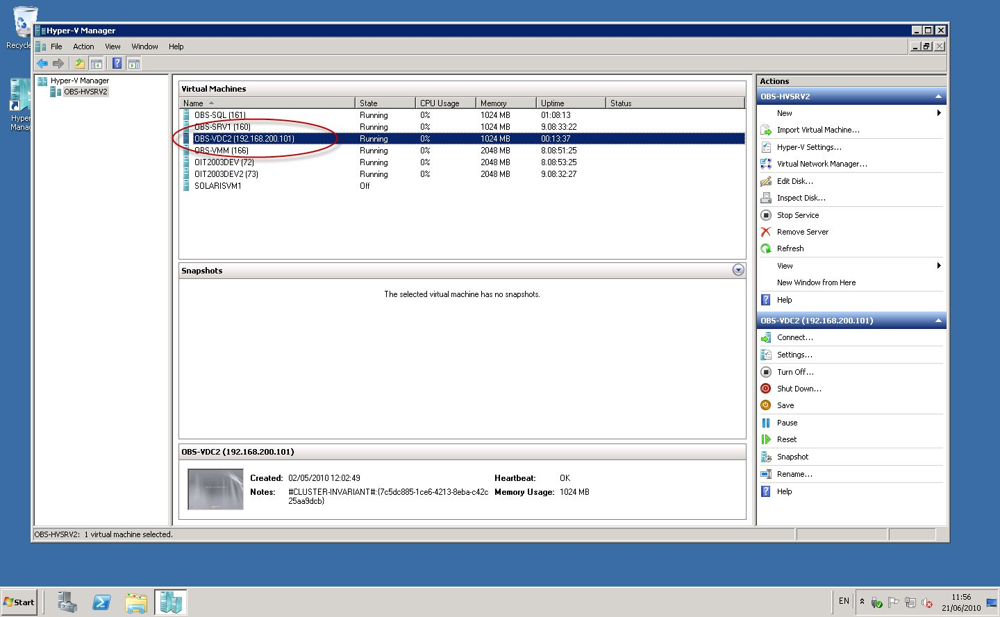 Recycle
Hyper-V Manager
File Action View Window Help
Hyper-V Manager
OBS-HVSRV2
Hyper
Manag
Virtual Machines
Name State CPU Usage Memory Uptime Status
OBS-SQL (161) Running 0% 1024 MB 01:08:13
OBS-SRV1 (160) Running 0% 1024 MB 9.08:33:22
OBS-VDC2 (192.168.200.101) Running 0% 1024 MB 00:13:37
OBS-VMM (166) Running 0% 2048 MB 8.08:51:25
OIT2003DEV (72) Running 0% 2048 MB 8.08:53:25
OIT2003DEV2 (73) Running 0% 2048 MB 9.08:32:27
SOLARISVM1 Off
Snapshots
The selected virtual machine has no snapshots.
OBS-VDC2 (192.168.200.101)
Created: 02/05/2010 12:02:49 Heartbeat: OK
Notes: #CLUSTER-INVARIANT#:{7c5dc885-1ce6-4213-8eba-c42c Memory Usage: 1024 MB
25aa9dcb}
Actions
OBS-HVSRV2
New
Import Virtual Machine...
Hyper-V Settings...
Virtual Network Manager...
Edit Disk...
Inspect Disk...
Stop Service
Remove Server
Refresh
View
New Window from Here
Help
OBS-VDC2 (192.168.200.101)
Connect...
Settings...
Turn Off...
Shut Down...
Save
Pause
Reset
Snapshot
Rename...
Help
OBS-HVSRV2: 1 virtual machine selected.
Start
EN
11:56
21/06/2010